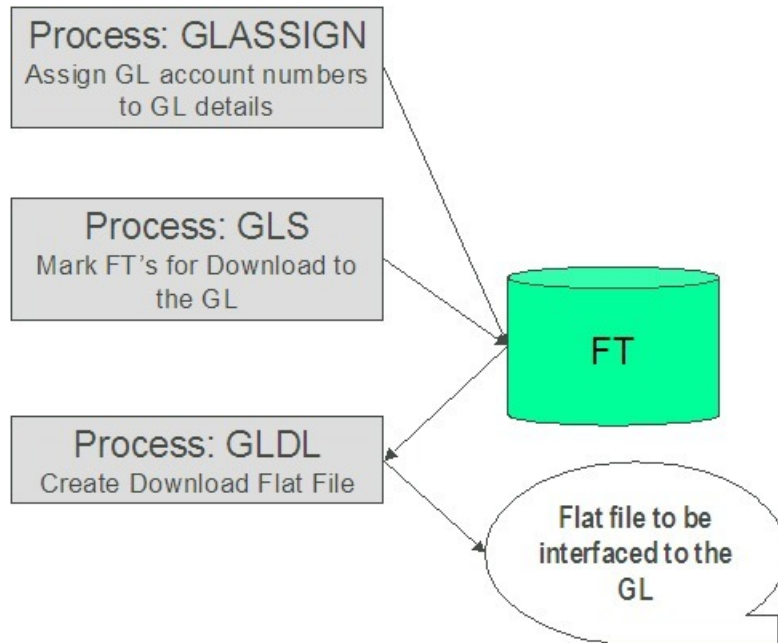 Process: GLASSIGN
Assign GL account numbers
to GL details
Process: GLS
Mark FT's for Download to
the GL
FT
Process: GLDL
Create Download Flat File
Flat file to be
interfaced to the
GL